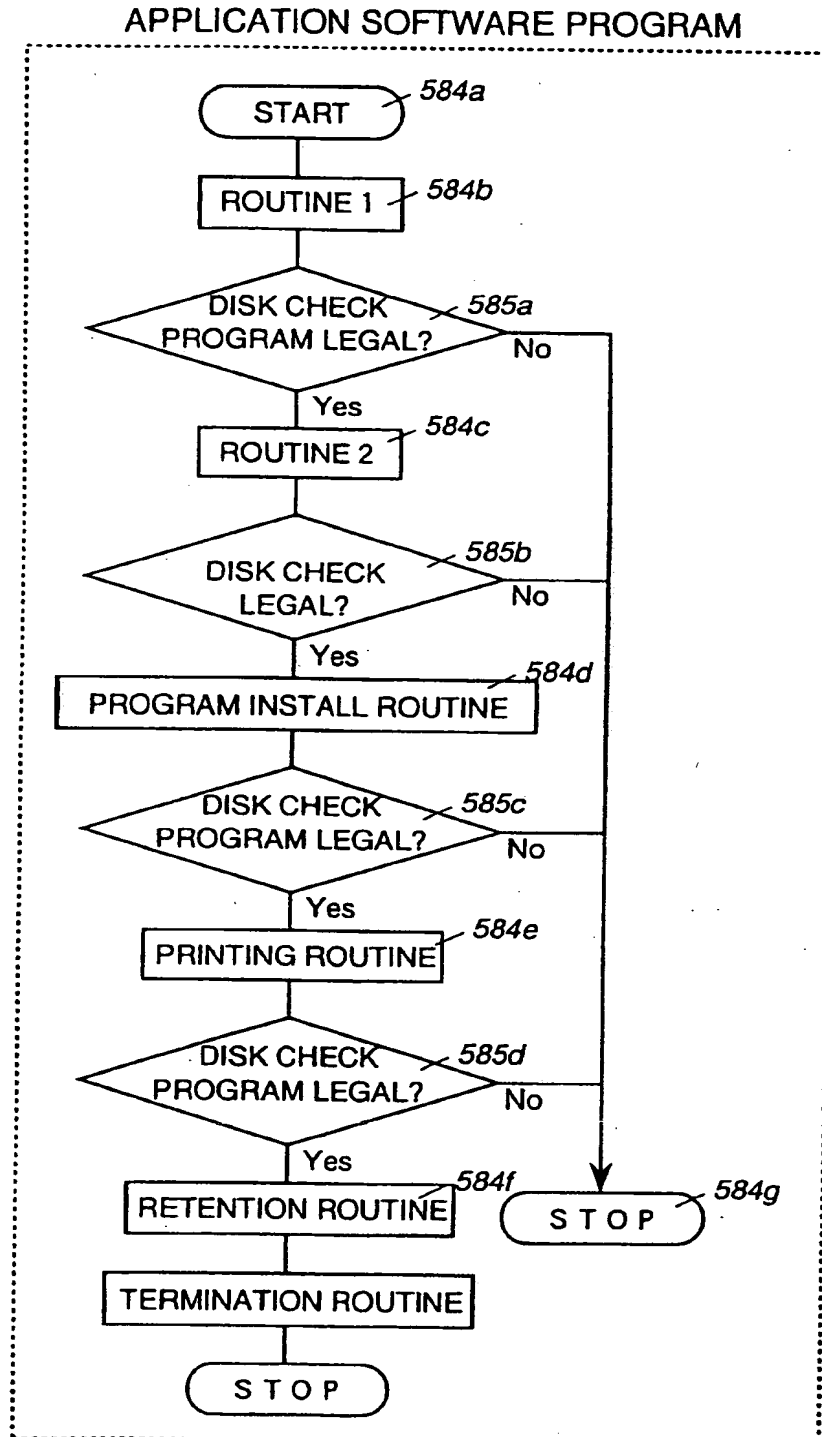 APPLICATION SOFTWARE PROGRAM
START
584a
ROUTINE 1
584b
DISK CHECK
PROGRAM LEGAL?
585a
No
Yes
ROUTINE 2
584c
DISK CHECK
LEGAL?
585b
No
Yes
PROGRAM INSTALL ROUTINE
584d
DISK CHECK
PROGRAM LEGAL?
585c
No
Yes
PRINTING ROUTINE
584e
DISK CHECK
PROGRAM LEGAL?
585d
No
Yes
RETENTION ROUTINE
584f
STOP
584g
TERMINATION ROUTINE
STOP